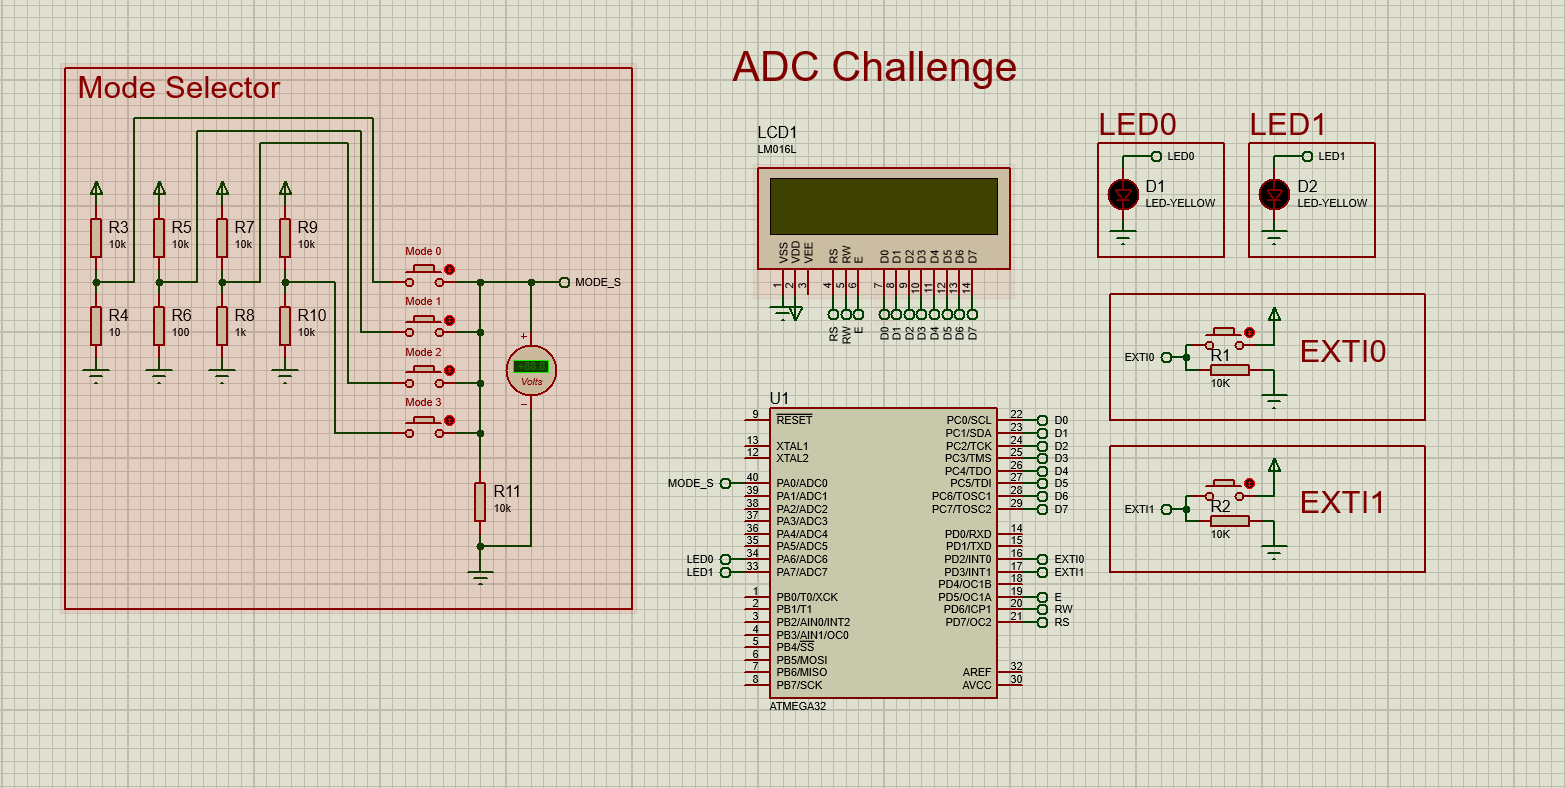 ADC Challenge
Mode Selector
R3
10k
R5
10k
R7
10k
R9
10k
R4
10
R6
100
R8
1k
R10
10k
Mode 0
Mode 1
Mode 2
Mode 3
MODE_S
+
Volts
−
R11
10k
LCD1
LM016L
VSS VDD VEE RS RW E D0 D1 D2 D3 D4 D5 D6 D7
1 2 3 4 5 6 7 8 9 10 11 12 13 14
RS RW E D0 D1 D2 D3 D4 D5 D6 D7
U1
9 RESET
13 XTAL1
12 XTAL2
MODE_S 40 PA0/ADC0
39 PA1/ADC1
38 PA2/ADC2
37 PA3/ADC3
36 PA4/ADC4
35 PA5/ADC5
LED0 34 PA6/ADC6
LED1 33 PA7/ADC7
1 PB0/T0/XCK
2 PB1/T1
3 PB2/AIN0/INT2
4 PB3/AIN1/OC0
5 PB4/SS
6 PB5/MOSI
7 PB6/MISO
8 PB7/SCK
PC0/SCL 22 D0
PC1/SDA 23 D1
PC2/TCK 24 D2
PC3/TMS 25 D3
PC4/TDO 26 D4
PC5/TDI 27 D5
PC6/TOSC1 28 D6
PC7/TOSC2 29 D7
PD0/RXD 14
PD1/TXD 15
PD2/INT0 16 EXTI0
PD3/INT1 17 EXTI1
PD4/OC1B 18
PD5/OC1A 19 E
PD6/ICP1 20 RW
PD7/OC2 21 RS
AREF 32
AVCC 30
ATMEGA32
LED0
LED0
D1
LED-YELLOW
LED1
LED1
D2
LED-YELLOW
EXTI0
R1
10K
EXTI0
EXTI1
R2
10K
EXTI1